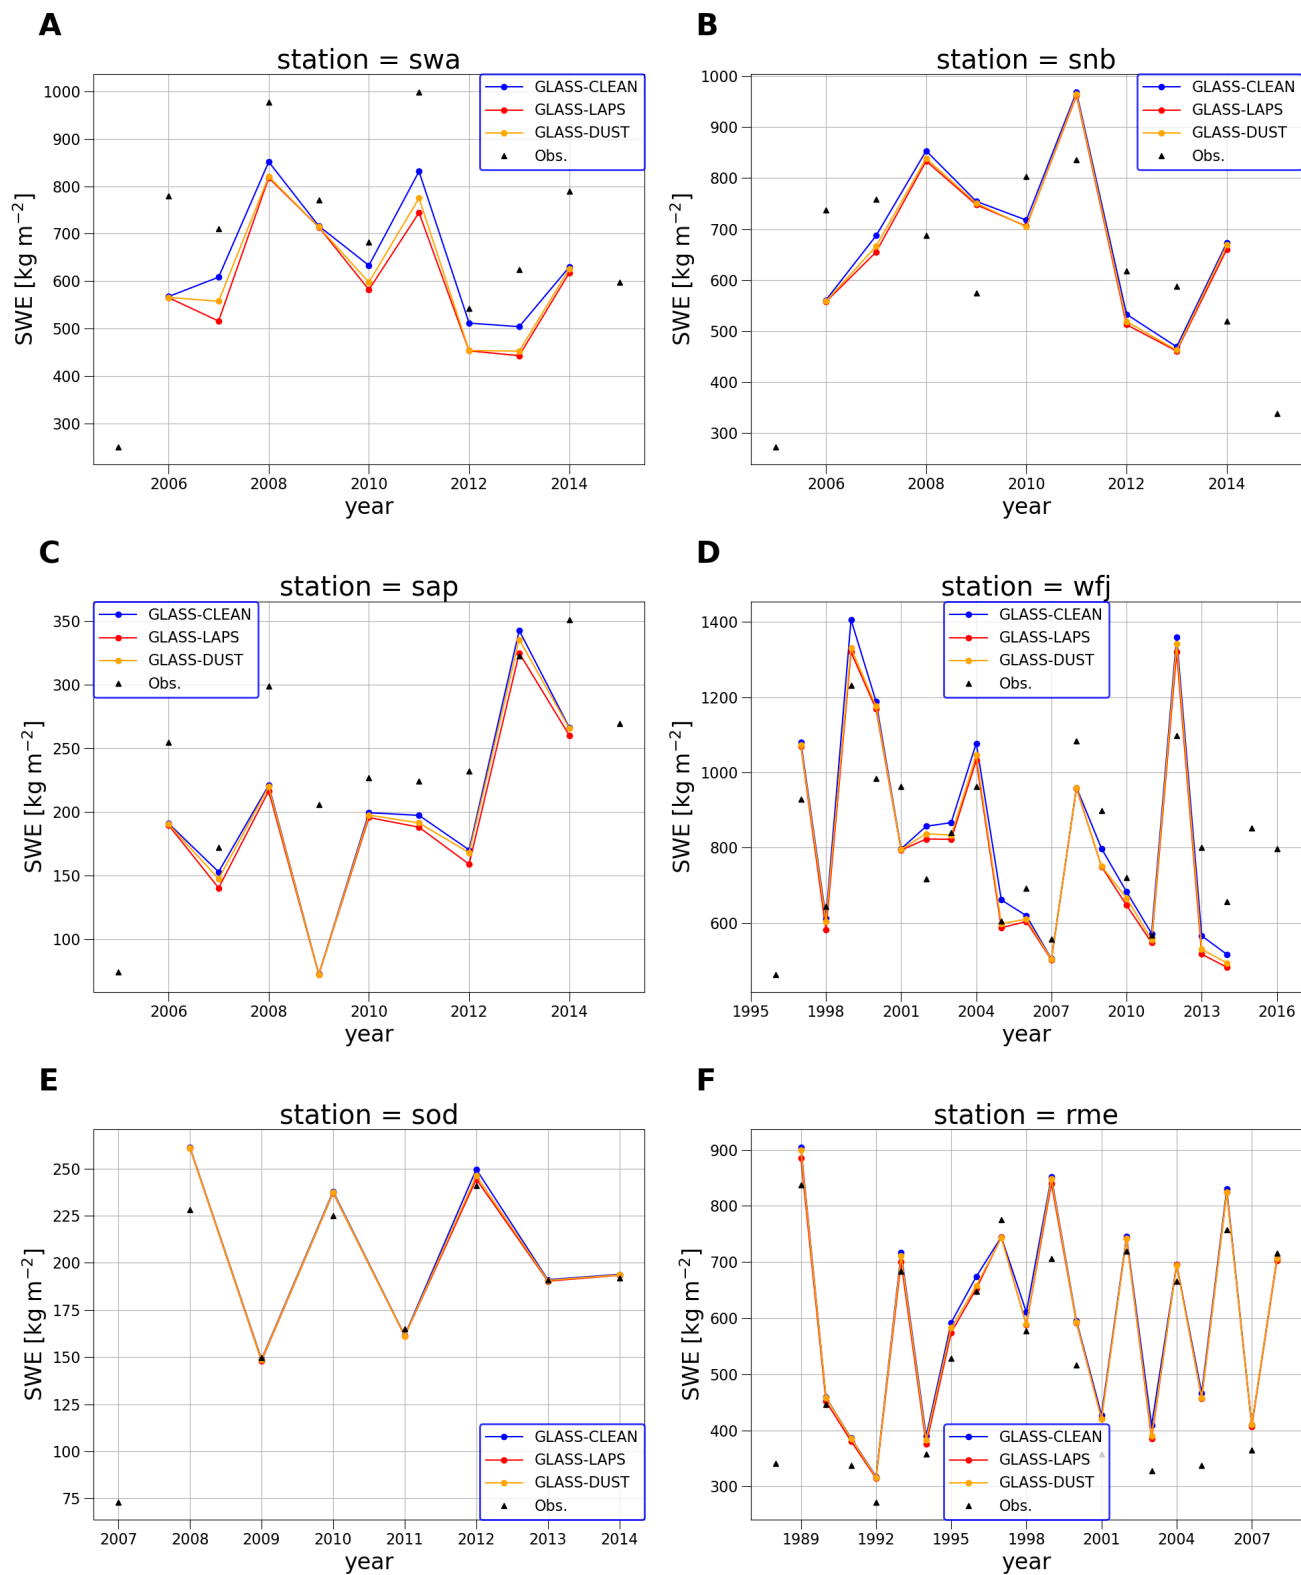 A
station = swa
1000
900
800
700
600
500
400
300
SWE [kg m⁻²]
2006 2008 2010 2012 2014
year
GLASS-CLEAN
GLASS-LAPS
GLASS-DUST
Obs.
B
station = snb
1000
900
800
700
600
500
400
300
SWE [kg m⁻²]
2006 2008 2010 2012 2014
year
GLASS-CLEAN
GLASS-LAPS
GLASS-DUST
Obs.
C
station = sap
350
300
250
200
150
100
SWE [kg m⁻²]
2006 2008 2010 2012 2014
year
GLASS-CLEAN
GLASS-LAPS
GLASS-DUST
Obs.
D
station = wfj
1400
1200
1000
800
600
SWE [kg m⁻²]
1995 1998 2001 2004 2007 2010 2013 2016
year
GLASS-CLEAN
GLASS-LAPS
GLASS-DUST
Obs.
E
station = sod
250
225
200
175
150
125
100
75
SWE [kg m⁻²]
2007 2008 2009 2010 2011 2012 2013 2014
year
GLASS-CLEAN
GLASS-LAPS
GLASS-DUST
Obs.
F
station = rme
900
800
700
600
500
400
300
SWE [kg m⁻²]
1989 1992 1995 1998 2001 2004 2007
year
GLASS-CLEAN
GLASS-LAPS
GLASS-DUST
Obs.